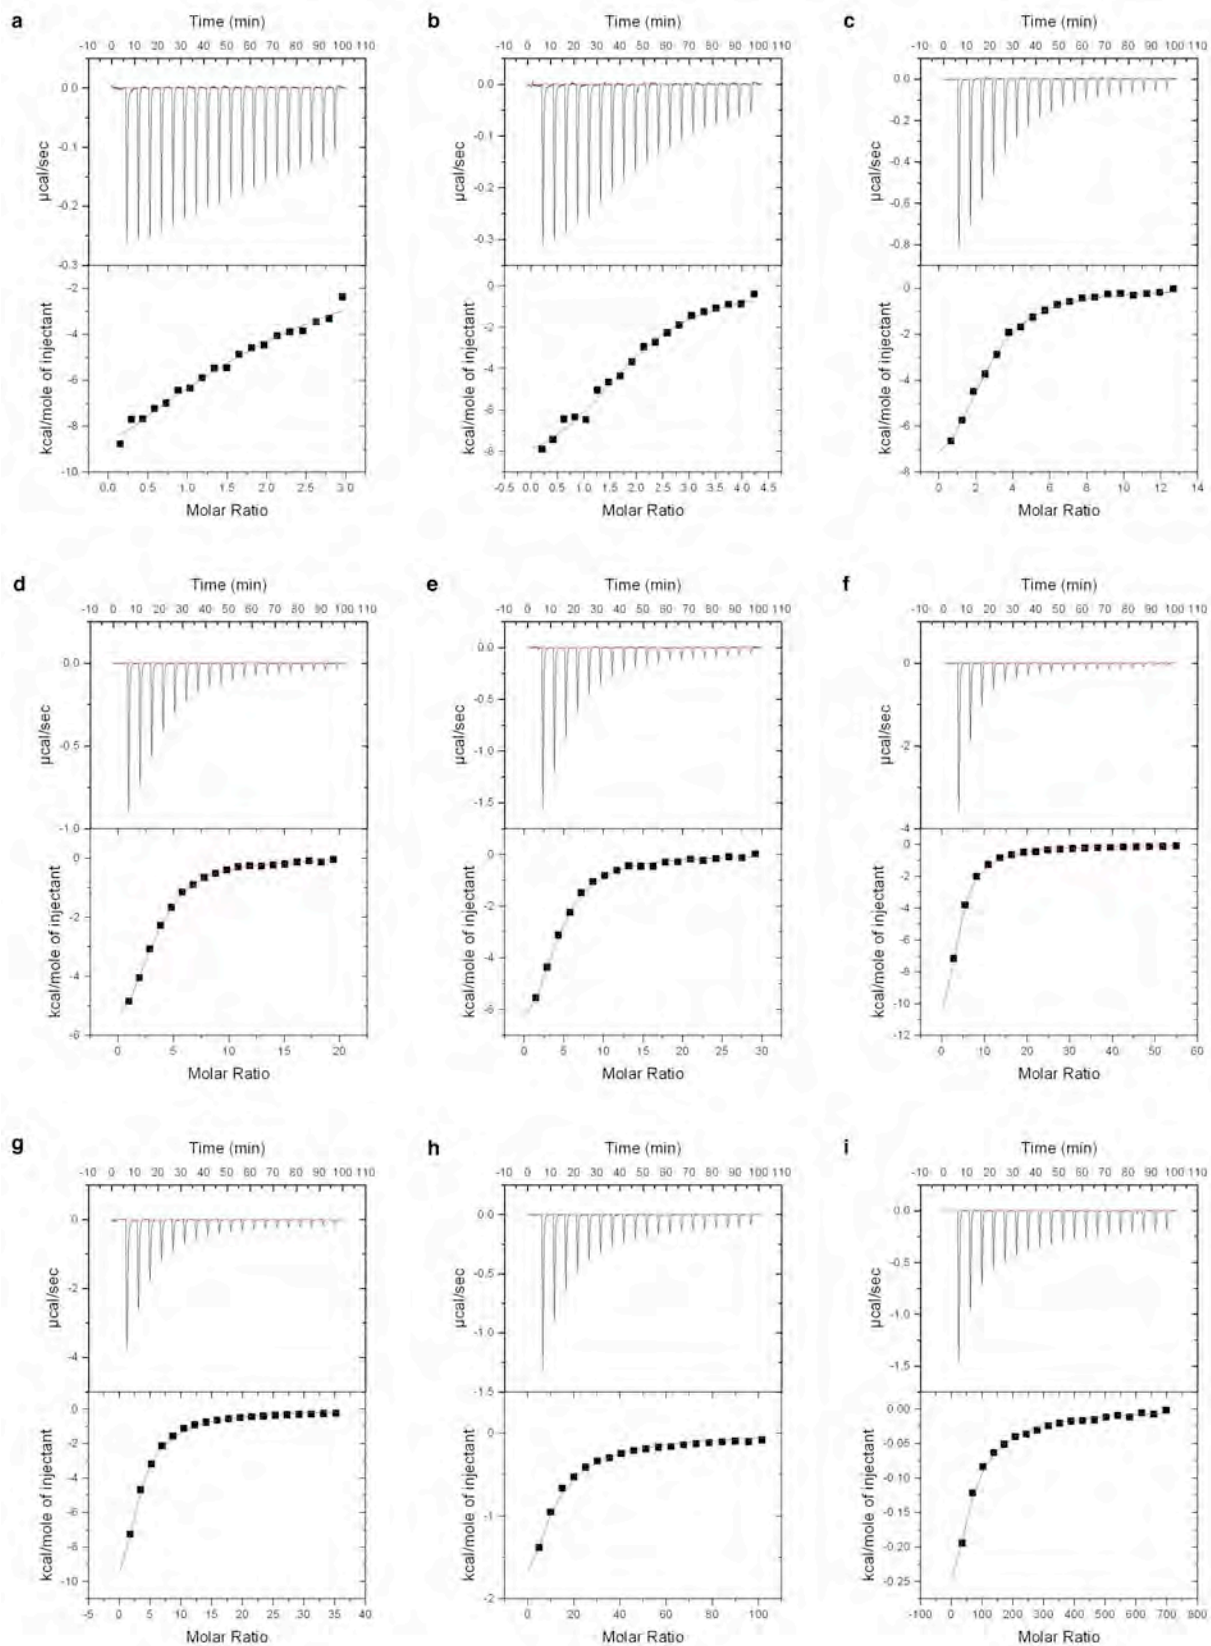 a
Time (min)
-10 0 10 20 30 40 50 60 70 80 90 100 110
0.0
-0.1
-0.2
-0.3
µcal/sec
-2
-4
-6
-8
-10
kcal/mole of injectant
0.0 0.5 1.0 1.5 2.0 2.5 3.0
Molar Ratio
b
Time (min)
-10 0 10 20 30 40 50 60 70 80 90 100 110
0.0
-0.1
-0.2
-0.3
µcal/sec
0
-2
-4
-6
-8
kcal/mole of injectant
-0.5 0.0 0.5 1.0 1.5 2.0 2.5 3.0 3.5 4.0 4.5
Molar Ratio
c
Time (min)
-10 0 10 20 30 40 50 60 70 80 90 100 110
0.0
-0.2
-0.4
-0.6
-0.8
µcal/sec
0
-2
-4
-6
-8
kcal/mole of injectant
0 2 4 6 8 10 12 14
Molar Ratio
d
Time (min)
-10 0 10 20 30 40 50 60 70 80 90 100 110
0.0
-0.5
-1.0
µcal/sec
0
-2
-4
-6
kcal/mole of injectant
0 5 10 15 20
Molar Ratio
e
Time (min)
-10 0 10 20 30 40 50 60 70 80 90 100 110
0.0
-0.5
-1.0
-1.5
µcal/sec
0
-2
-4
-6
kcal/mole of injectant
0 5 10 15 20 25 30
Molar Ratio
f
Time (min)
-10 0 10 20 30 40 50 60 70 80 90 100 110
0
-2
-4
µcal/sec
0
-2
-4
-6
-8
-10
-12
kcal/mole of injectant
0 10 20 30 40 50 60
Molar Ratio
g
Time (min)
-10 0 10 20 30 40 50 60 70 80 90 100 110
0
-2
-4
µcal/sec
0
-2
-4
-6
-8
-10
kcal/mole of injectant
-5 0 5 10 15 20 25 30 35 40
Molar Ratio
h
Time (min)
-10 0 10 20 30 40 50 60 70 80 90 100 110
0.0
-0.5
-1.0
-1.5
µcal/sec
0
-1
-2
kcal/mole of injectant
0 20 40 60 80 100
Molar Ratio
i
Time (min)
-10 0 10 20 30 40 50 60 70 80 90 100 110
0.0
-0.5
-1.0
-1.5
µcal/sec
0.00
-0.05
-0.10
-0.15
-0.20
-0.25
kcal/mole of injectant
-100 0 100 200 300 400 500 600 700 800
Molar Ratio